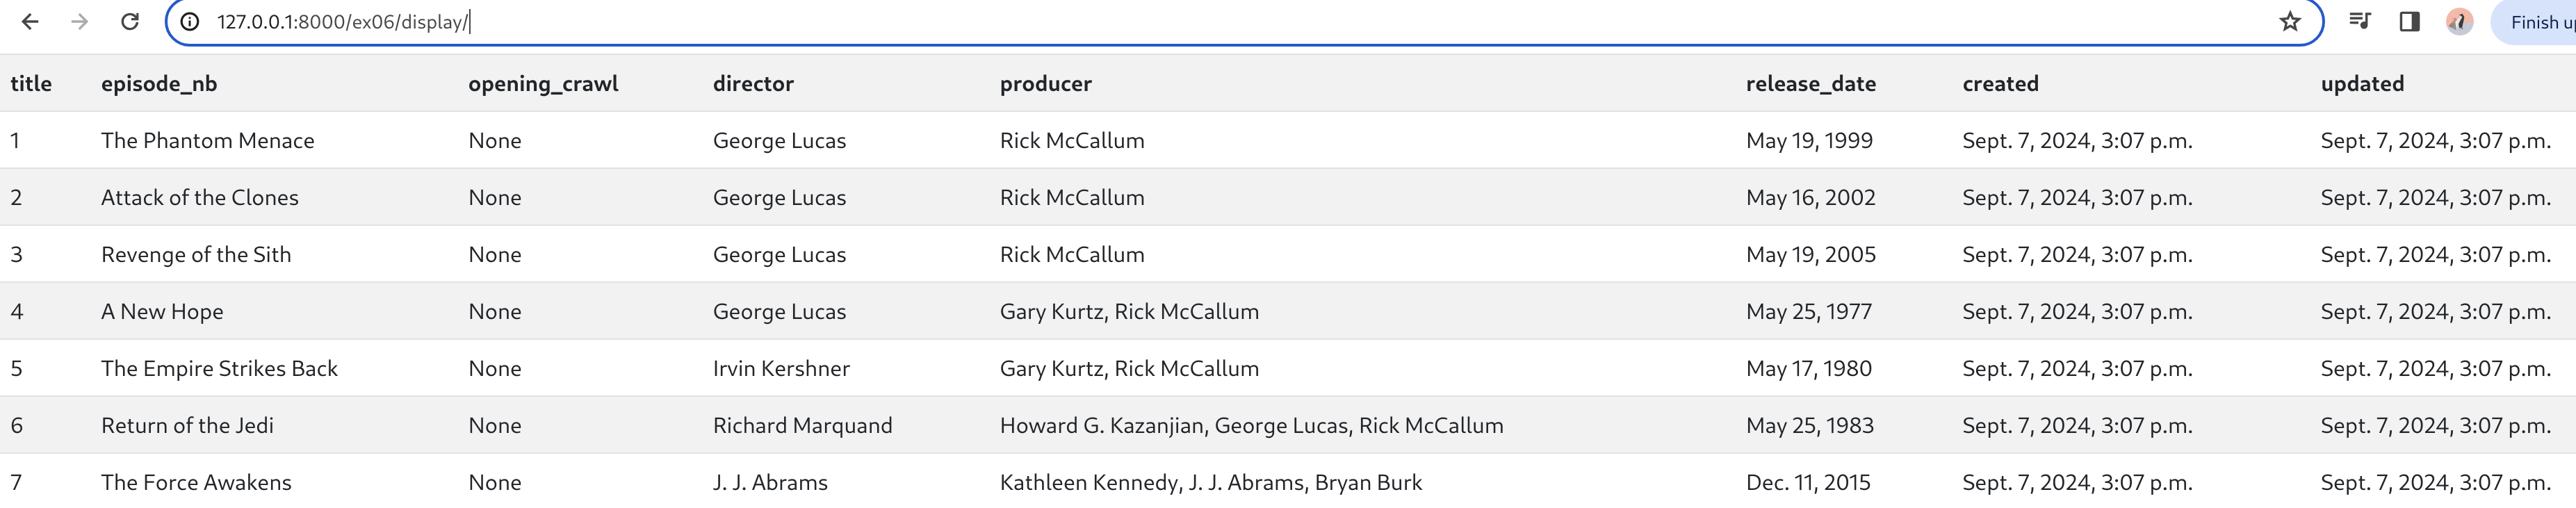 127.0.0.1:8000/ex06/display/ Finish u
title episode_nb opening_crawl director producer release_date created updated
1 The Phantom Menace None George Lucas Rick McCallum May 19, 1999 Sept. 7, 2024, 3:07 p.m. Sept. 7, 2024, 3:07 p.m.
2 Attack of the Clones None George Lucas Rick McCallum May 16, 2002 Sept. 7, 2024, 3:07 p.m. Sept. 7, 2024, 3:07 p.m.
3 Revenge of the Sith None George Lucas Rick McCallum May 19, 2005 Sept. 7, 2024, 3:07 p.m. Sept. 7, 2024, 3:07 p.m.
4 A New Hope None George Lucas Gary Kurtz, Rick McCallum May 25, 1977 Sept. 7, 2024, 3:07 p.m. Sept. 7, 2024, 3:07 p.m.
5 The Empire Strikes Back None Irvin Kershner Gary Kurtz, Rick McCallum May 17, 1980 Sept. 7, 2024, 3:07 p.m. Sept. 7, 2024, 3:07 p.m.
6 Return of the Jedi None Richard Marquand Howard G. Kazanjian, George Lucas, Rick McCallum May 25, 1983 Sept. 7, 2024, 3:07 p.m. Sept. 7, 2024, 3:07 p.m.
7 The Force Awakens None J. J. Abrams Kathleen Kennedy, J. J. Abrams, Bryan Burk Dec. 11, 2015 Sept. 7, 2024, 3:07 p.m. Sept. 7, 2024, 3:07 p.m.